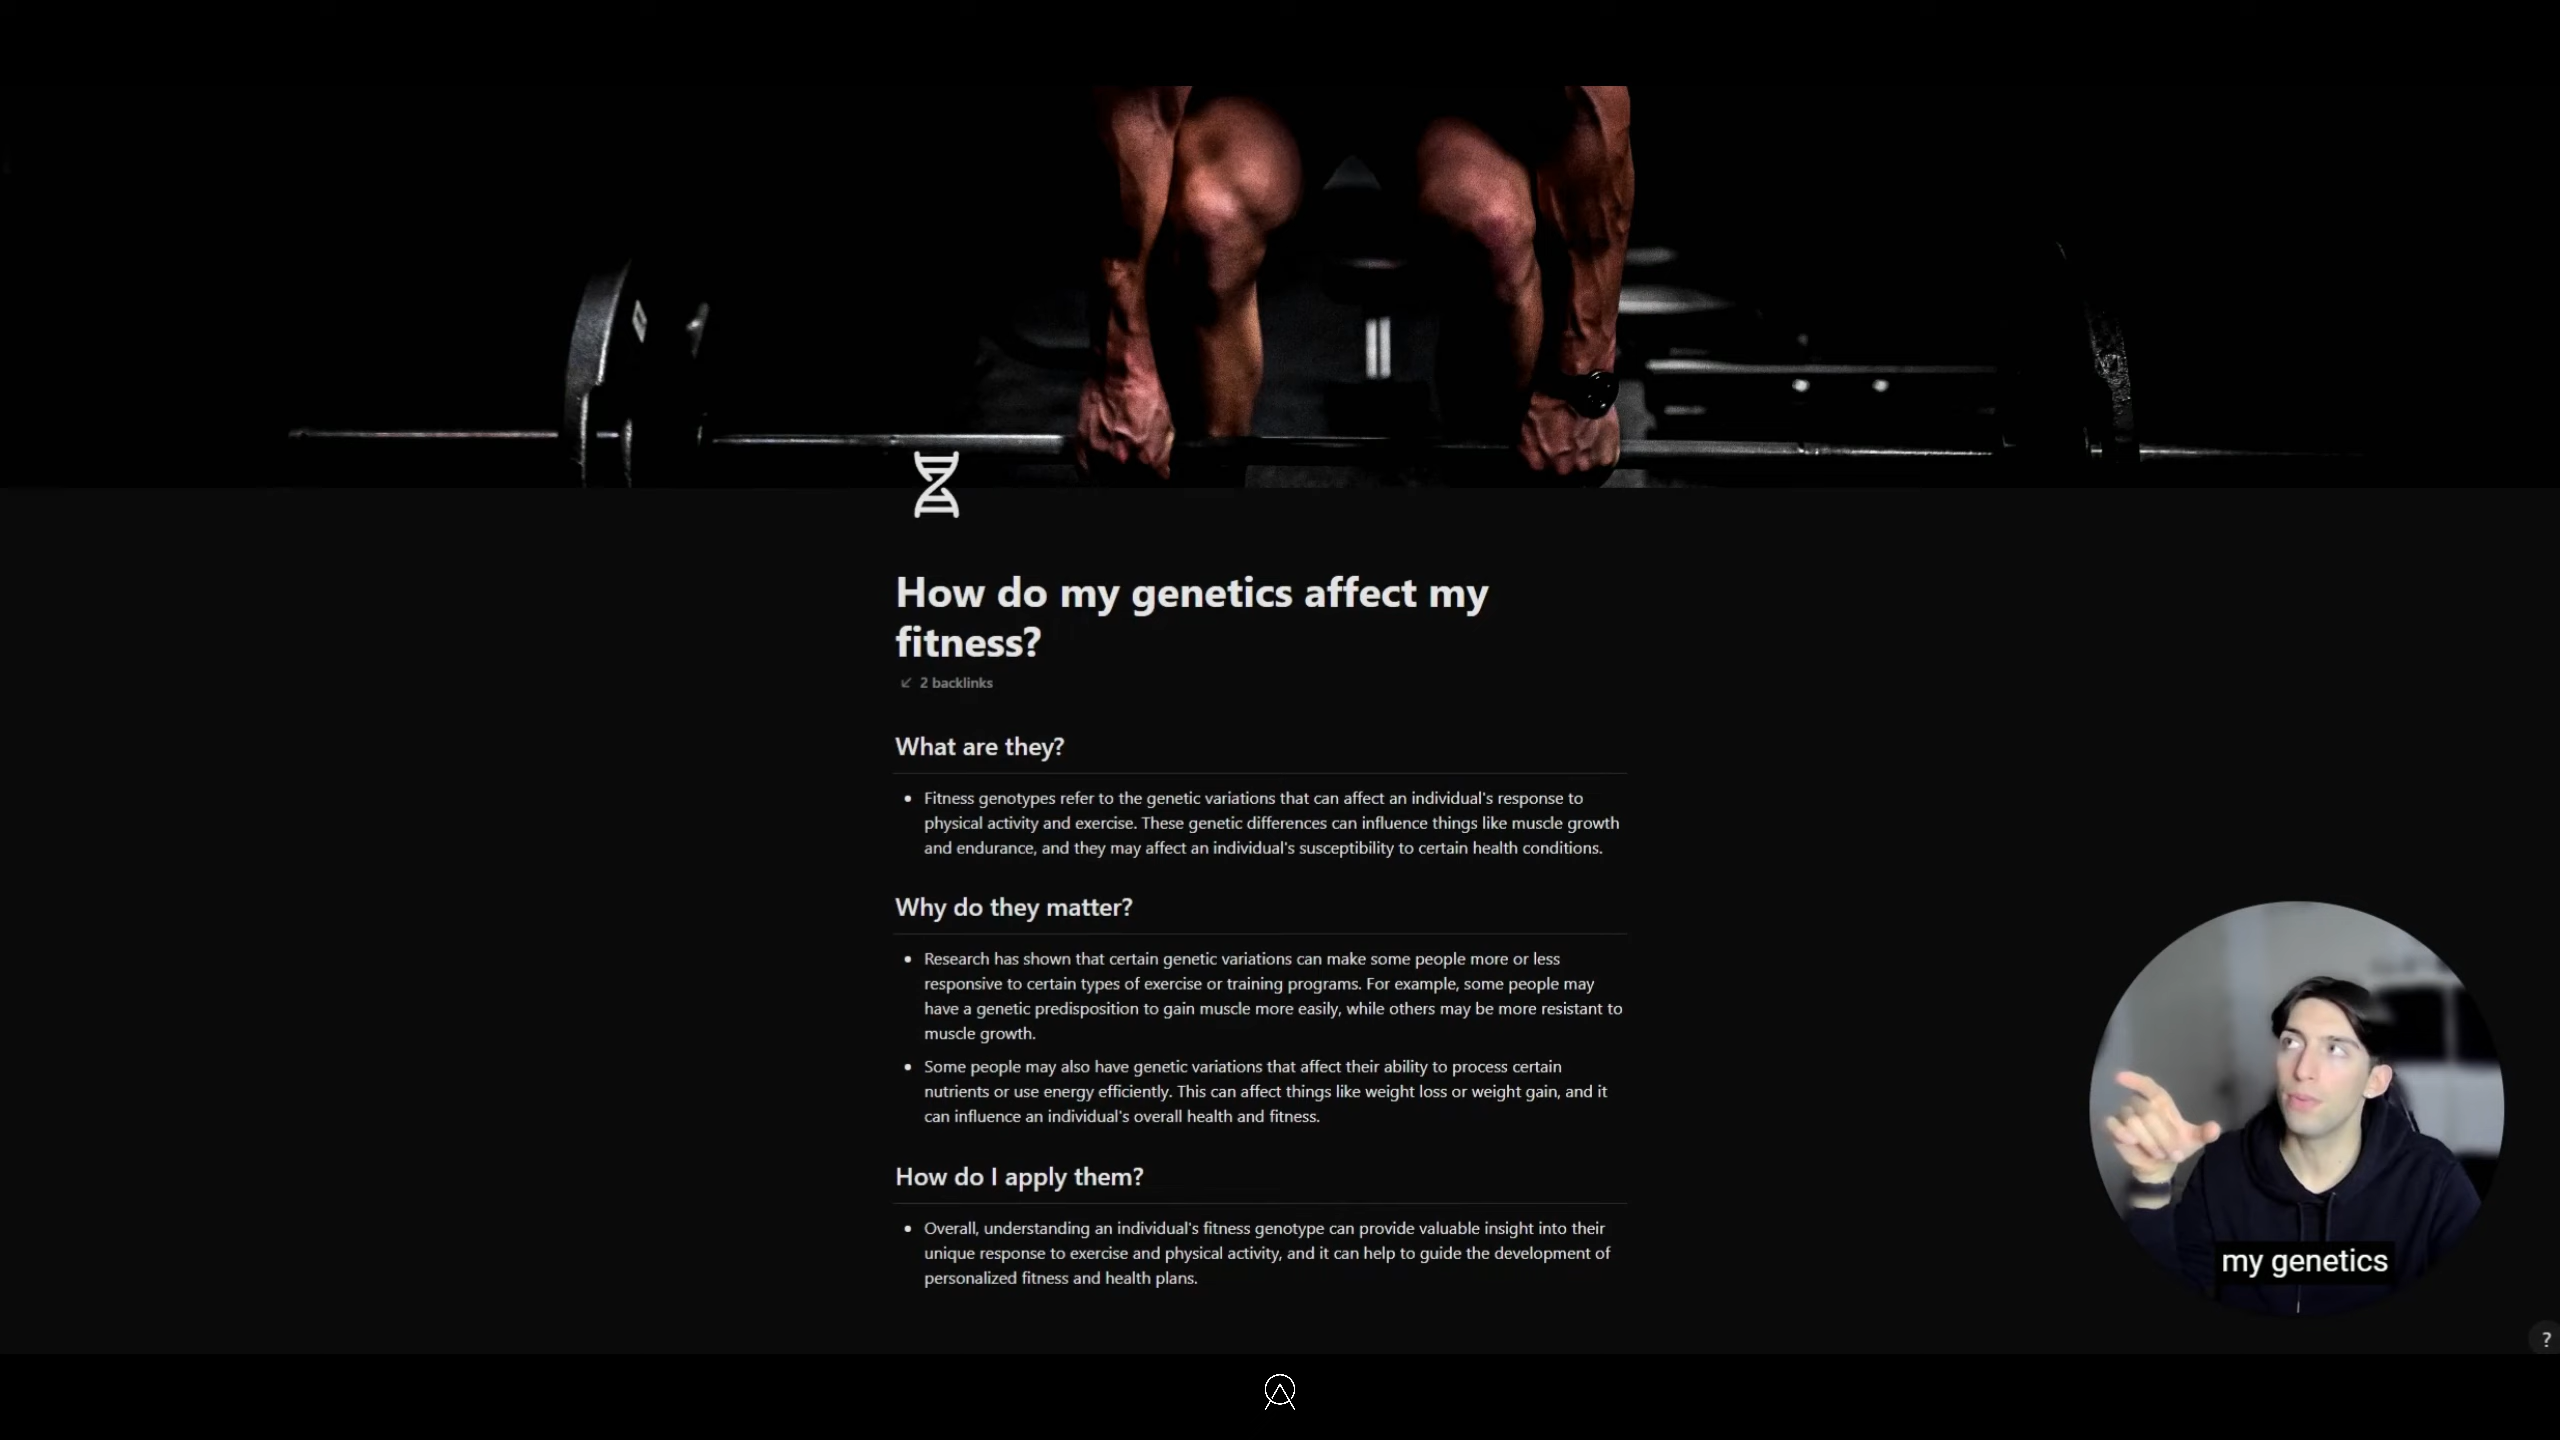 How do my genetics affect my
fitness?
2 backlinks
What are they?
Fitness genotypes refer to the genetic variations that can affect an individual's response to
physical activity and exercise. These genetic differences can influence things like muscle growth
and endurance, and they may affect an individual's susceptibility to certain health conditions.
Why do they matter?
Research has shown that certain genetic variations can make some people more or less
responsive to certain types of exercise or training programs. For example, some people may
have a genetic predisposition to gain muscle more easily, while others may be more resistant to
muscle growth.
Some people may also have genetic variations that affect their ability to process certain
nutrients or use energy efficiently. This can affect things like weight loss or weight gain, and it
can influence an individual's overall health and fitness.
How do I apply them?
Overall, understanding an individual's fitness genotype can provide valuable insight into their
unique response to exercise and physical activity, and it can help to guide the development of
personalized fitness and health plans.
my genetics
?